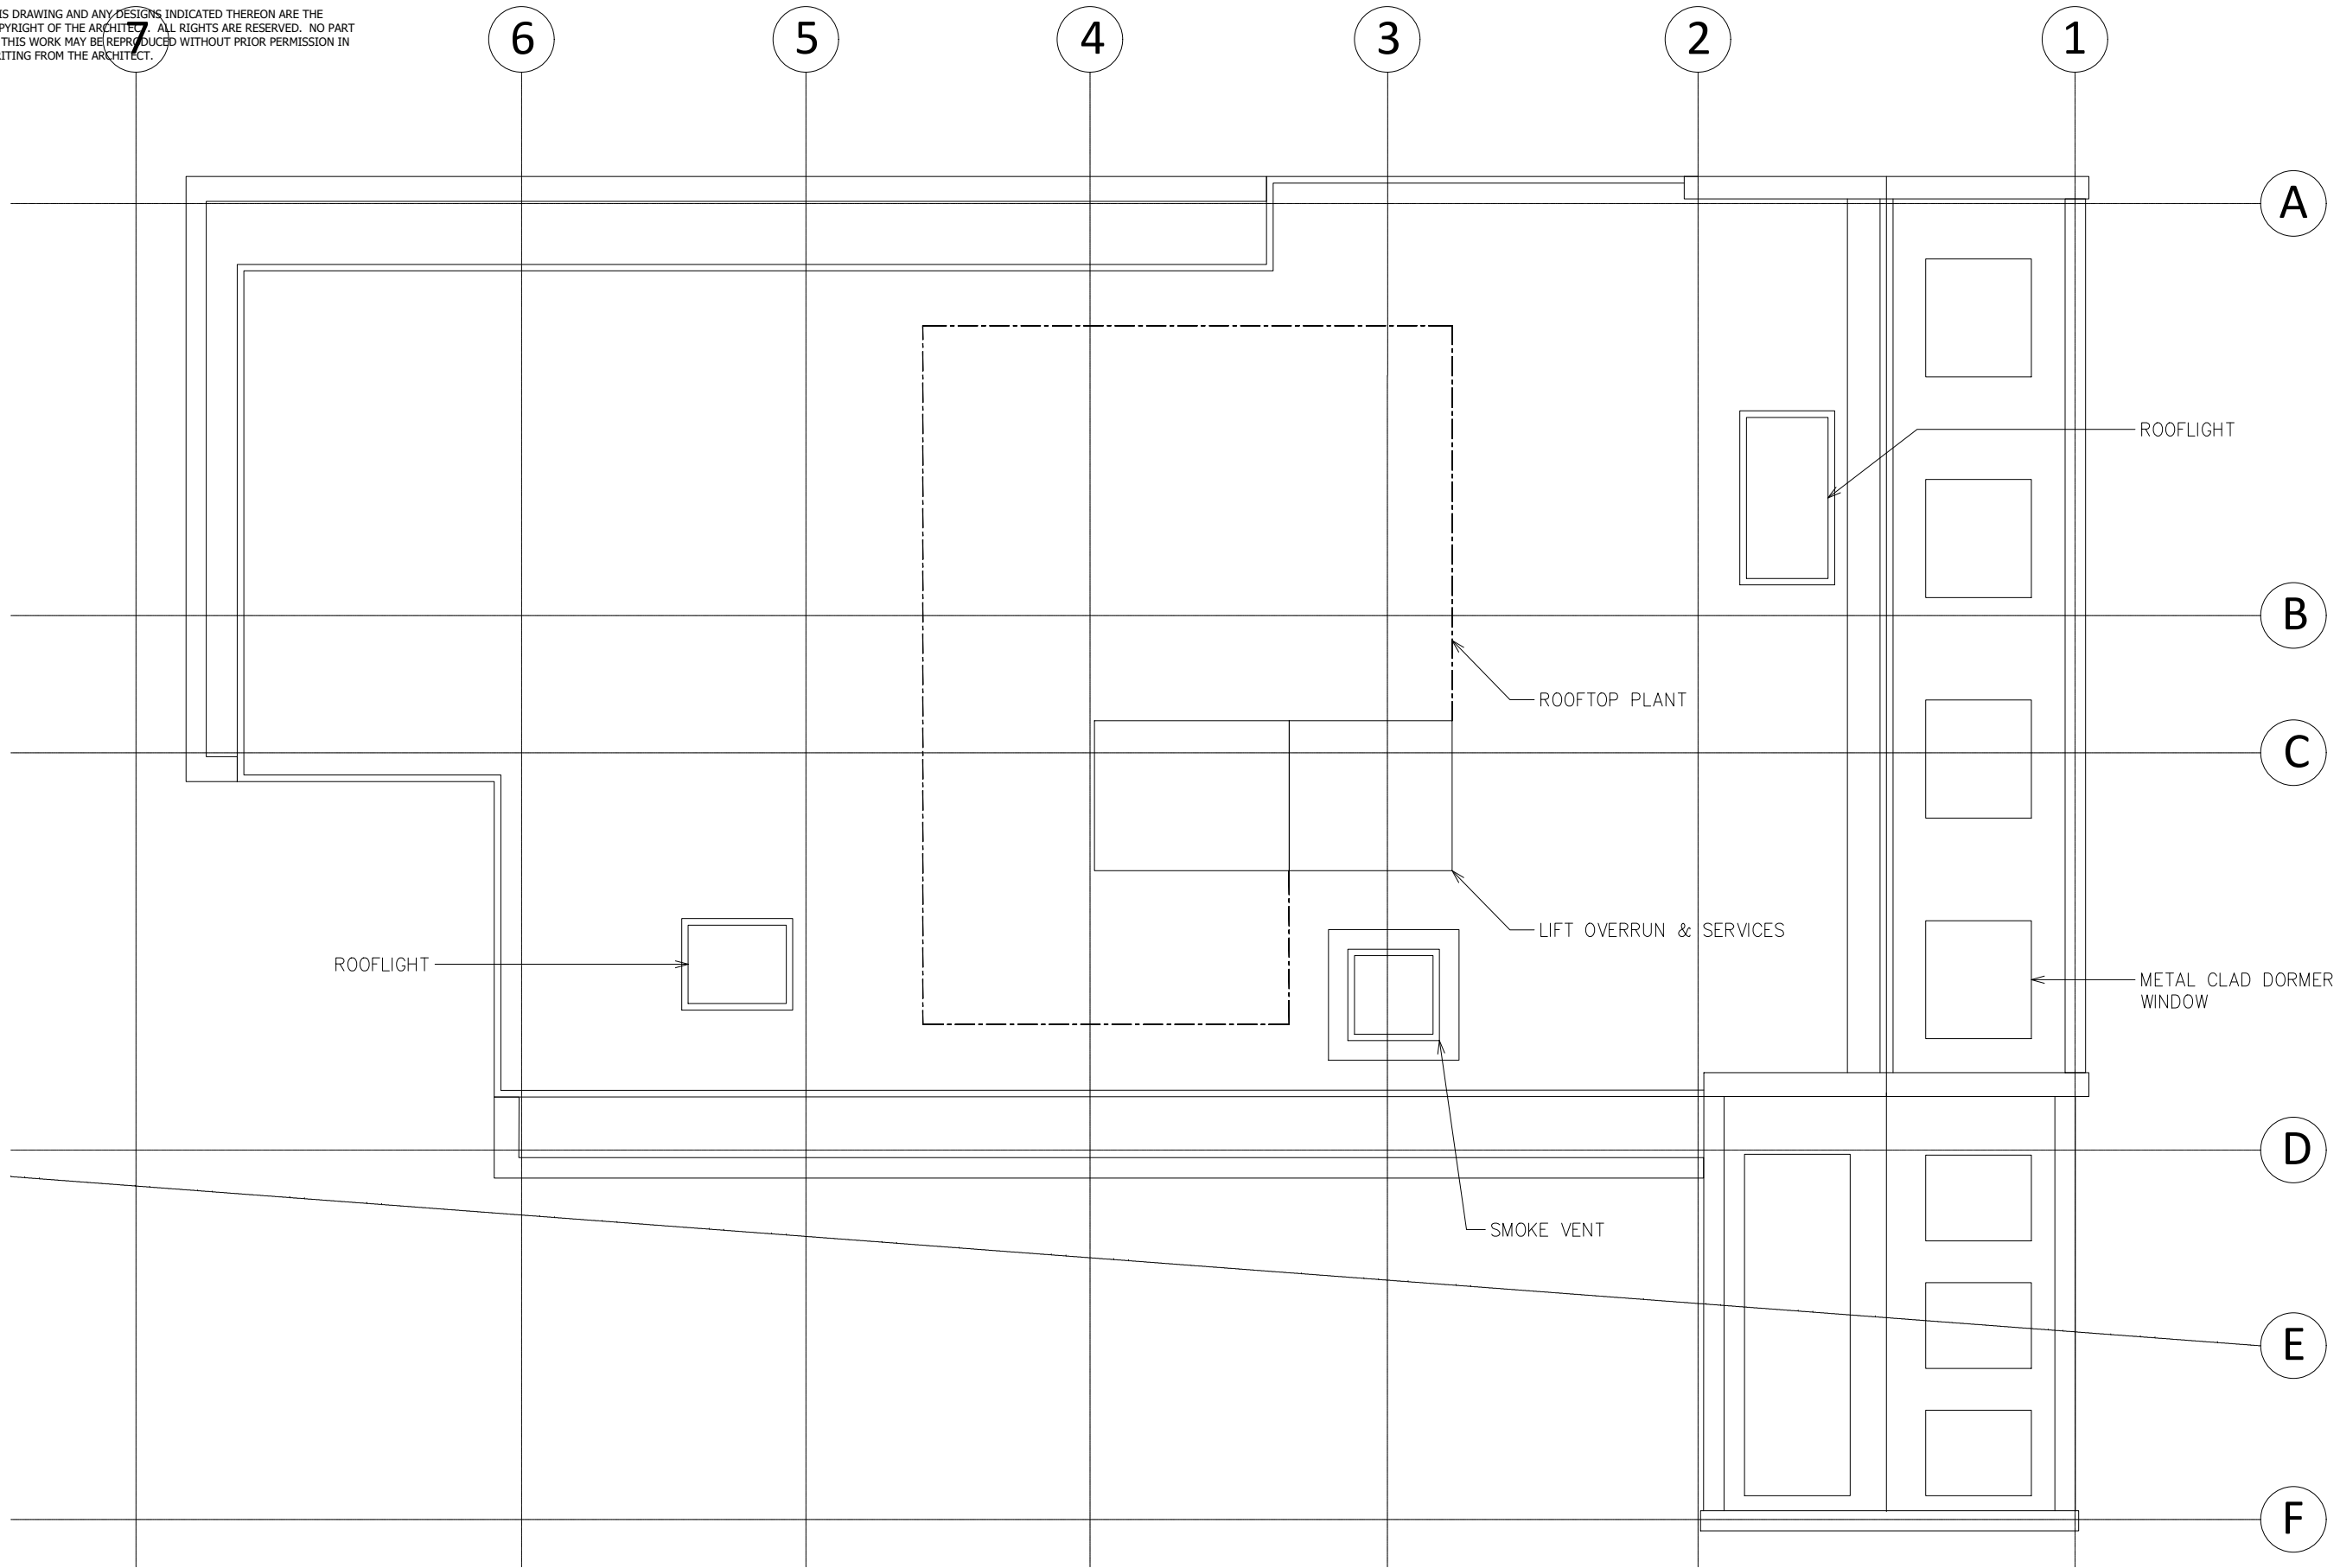 IS DRAWING AND ANY DESIGNS INDICATED THEREON ARE THE
PYRIGHT OF THE ARCHITECT. ALL RIGHTS ARE RESERVED. NO PART
THIS WORK MAY BE REPRODUCED WITHOUT PRIOR PERMISSION IN
RITING FROM THE ARCHITECT.
7 6 5 4 3 2 1
A
ROOFLIGHT
B
ROOFTOP PLANT
C
LIFT OVERRUN & SERVICES
ROOFLIGHT
METAL CLAD DORMER
WINDOW
D
SMOKE VENT
E
F